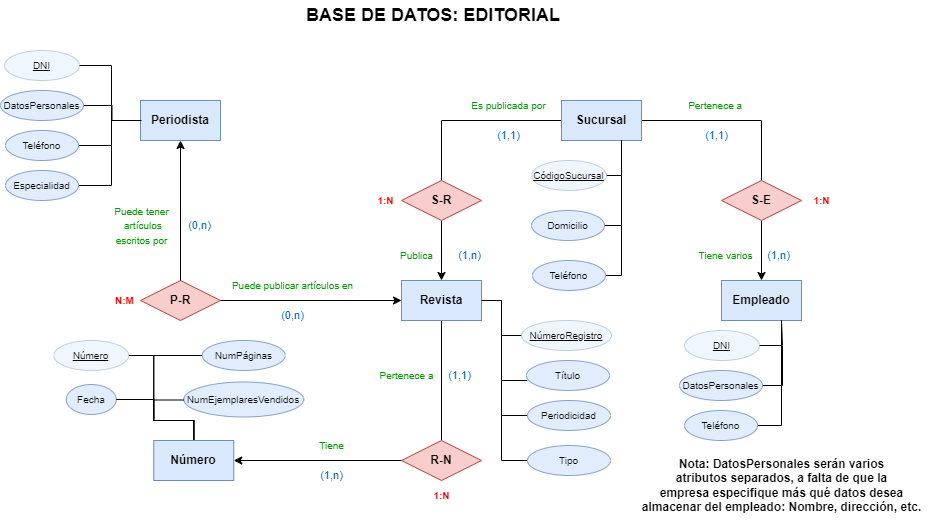 BASE DE DATOS: EDITORIAL
DNI
DatosPersonales
Teléfono
Especialidad
Periodista
Es publicada por
(1,1)
Sucursal
Pertenece a
(1,1)
CódigoSucursal
Domicilio
Teléfono
1:N
S-R
S-E
1:N
Puede tener
artículos
escritos por
(0,n)
Publica
(1,n)
Tiene varios
(1,n)
N:M
P-R
Puede publicar artículos en
(0,n)
Revista
Empleado
NúmeroRegistro
Título
Periodicidad
Tipo
DNI
DatosPersonales
Teléfono
Número
NumPáginas
Fecha
NumEjemplaresVendidos
Pertenece a
(1,1)
Número
Tiene
(1,n)
R-N
1:N
Nota: DatosPersonales serán varios
atributos separados, a falta de que la
empresa especifique más qué datos desea
almacenar del empleado: Nombre, dirección, etc.